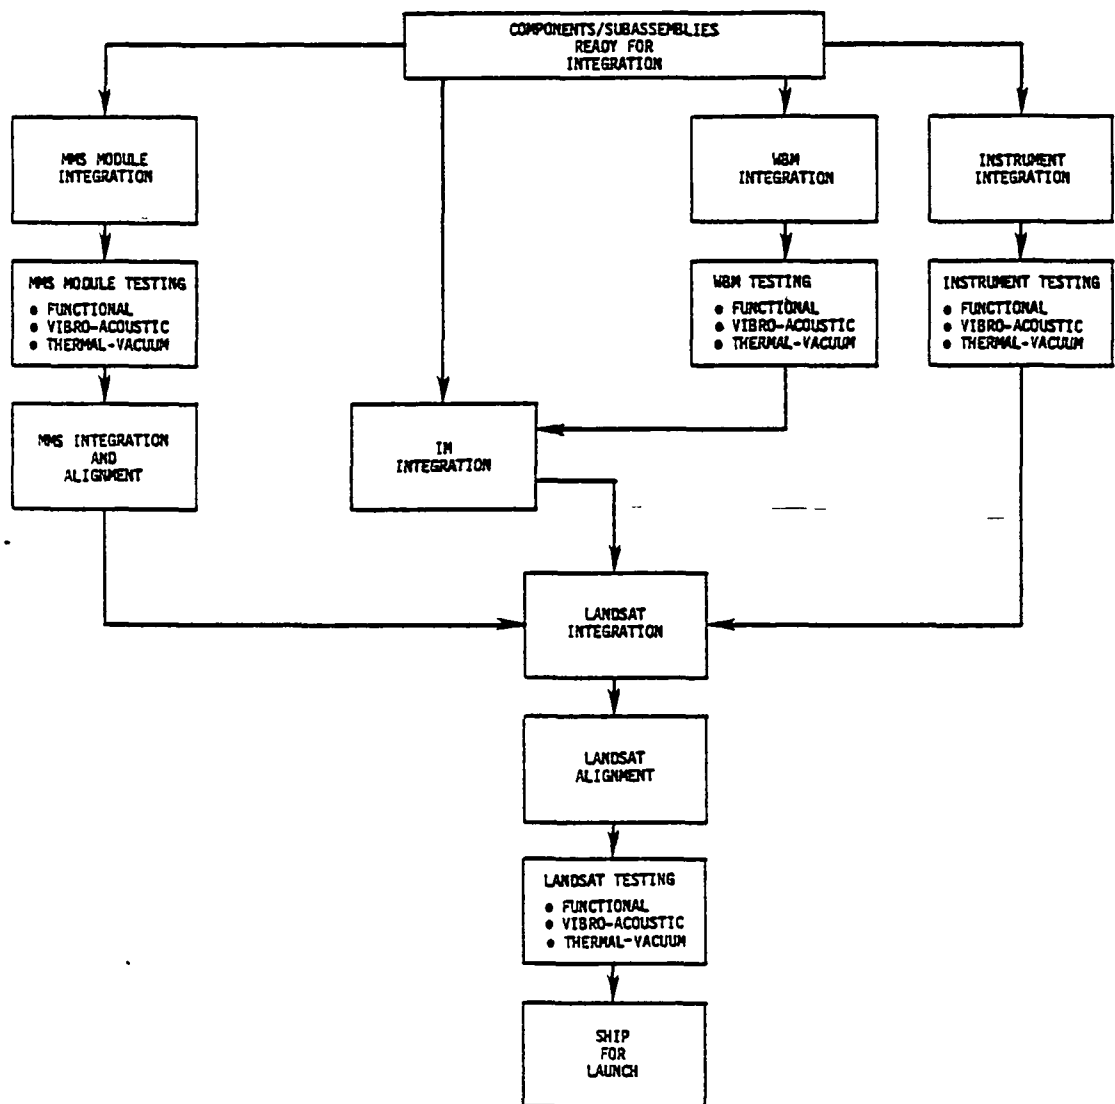 COMPONENTS/SUBASSEMBLIES
READY FOR
INTEGRATION
MMS MODULE
INTEGRATION
WBM
INTEGRATION
INSTRUMENT
INTEGRATION
MMS MODULE TESTING
● FUNCTIONAL
● VIBRO-ACOUSTIC
● THERMAL-VACUUM
WBM TESTING
● FUNCTIONAL
● VIBRO-ACOUSTIC
● THERMAL-VACUUM
INSTRUMENT TESTING
● FUNCTIONAL
● VIBRO-ACOUSTIC
● THERMAL-VACUUM
MMS INTEGRATION
AND
ALIGNMENT
IM
INTEGRATION
LANDSAT
INTEGRATION
LANDSAT
ALIGNMENT
LANDSAT TESTING
● FUNCTIONAL
● VIBRO-ACOUSTIC
● THERMAL-VACUUM
SHIP
FOR
LAUNCH